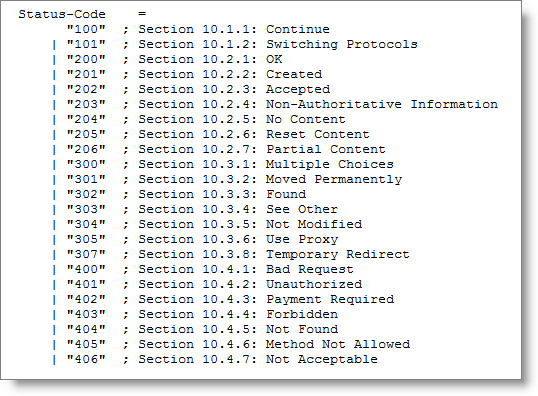 Status-Code    =
      "100"  ; Section 10.1.1: Continue
    | "101"  ; Section 10.1.2: Switching Protocols
    | "200"  ; Section 10.2.1: OK
    | "201"  ; Section 10.2.2: Created
    | "202"  ; Section 10.2.3: Accepted
    | "203"  ; Section 10.2.4: Non-Authoritative Information
    | "204"  ; Section 10.2.5: No Content
    | "205"  ; Section 10.2.6: Reset Content
    | "206"  ; Section 10.2.7: Partial Content
    | "300"  ; Section 10.3.1: Multiple Choices
    | "301"  ; Section 10.3.2: Moved Permanently
    | "302"  ; Section 10.3.3: Found
    | "303"  ; Section 10.3.4: See Other
    | "304"  ; Section 10.3.5: Not Modified
    | "305"  ; Section 10.3.6: Use Proxy
    | "307"  ; Section 10.3.8: Temporary Redirect
    | "400"  ; Section 10.4.1: Bad Request
    | "401"  ; Section 10.4.2: Unauthorized
    | "402"  ; Section 10.4.3: Payment Required
    | "403"  ; Section 10.4.4: Forbidden
    | "404"  ; Section 10.4.5: Not Found
    | "405"  ; Section 10.4.6: Method Not Allowed
    | "406"  ; Section 10.4.7: Not Acceptable